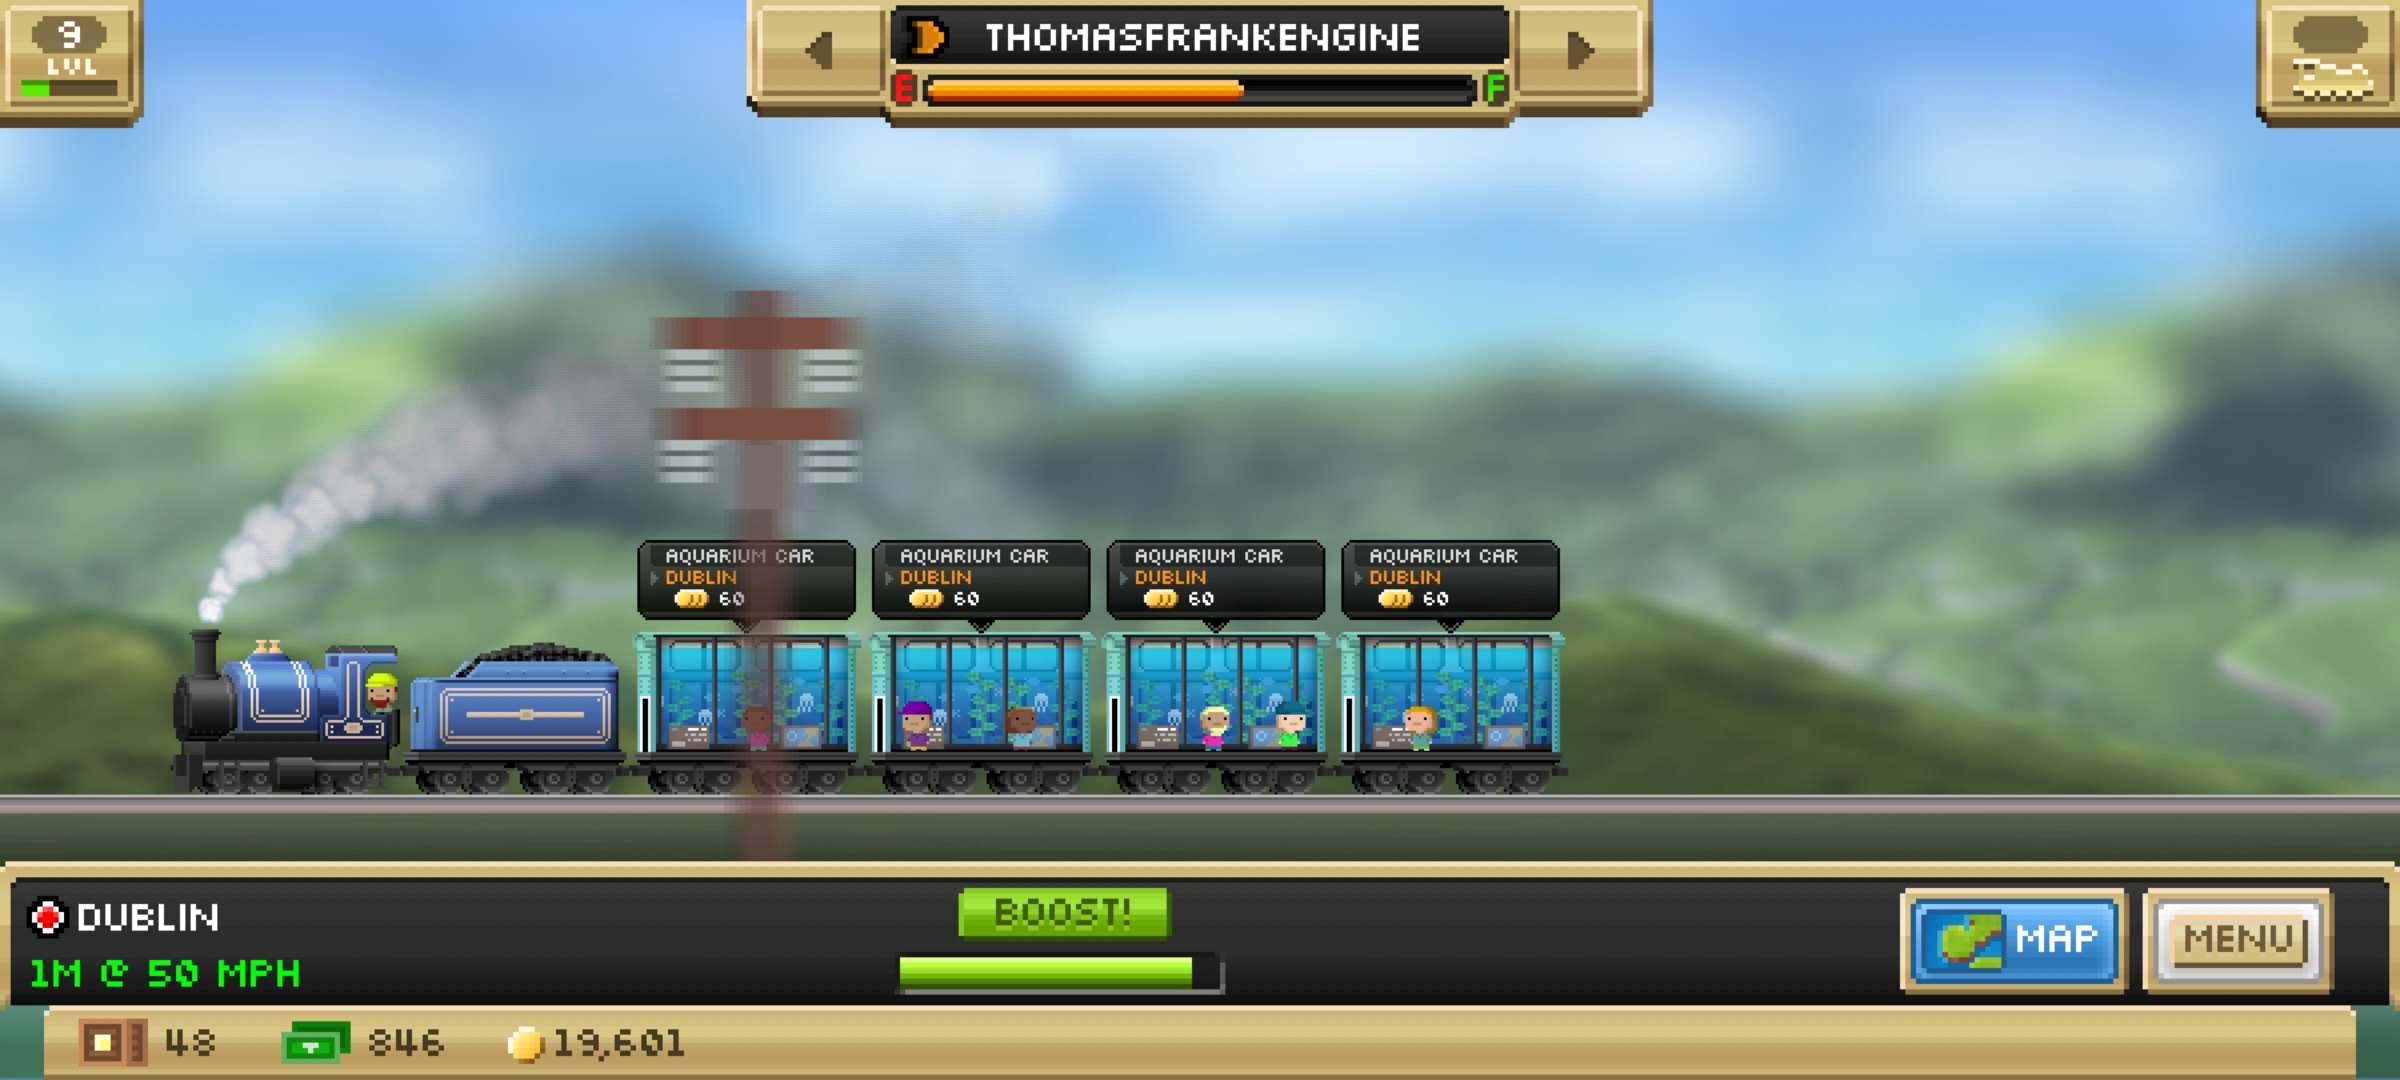 9
LVL
THOMASFRANKENGINE
E
F
AQUARIUM CAR
DUBLIN
60
AQUARIUM CAR
DUBLIN
60
AQUARIUM CAR
DUBLIN
60
AQUARIUM CAR
DUBLIN
60
DUBLIN
1M @ 50 MPH
BOOST!
MAP
MENU
48
846
19,601